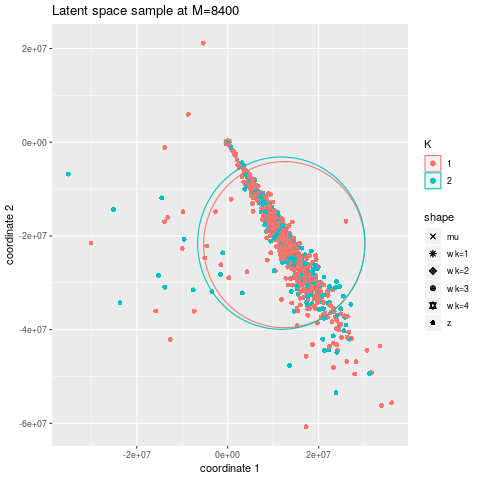 Latent space sample at M=8400
2e+07
0e+00
-2e+07
-4e+07
-6e+07
-2e+07
0e+00
2e+07
coordinate 1
coordinate 2
K
1
2
shape
mu
w k=1
w k=2
w k=3
w k=4
z